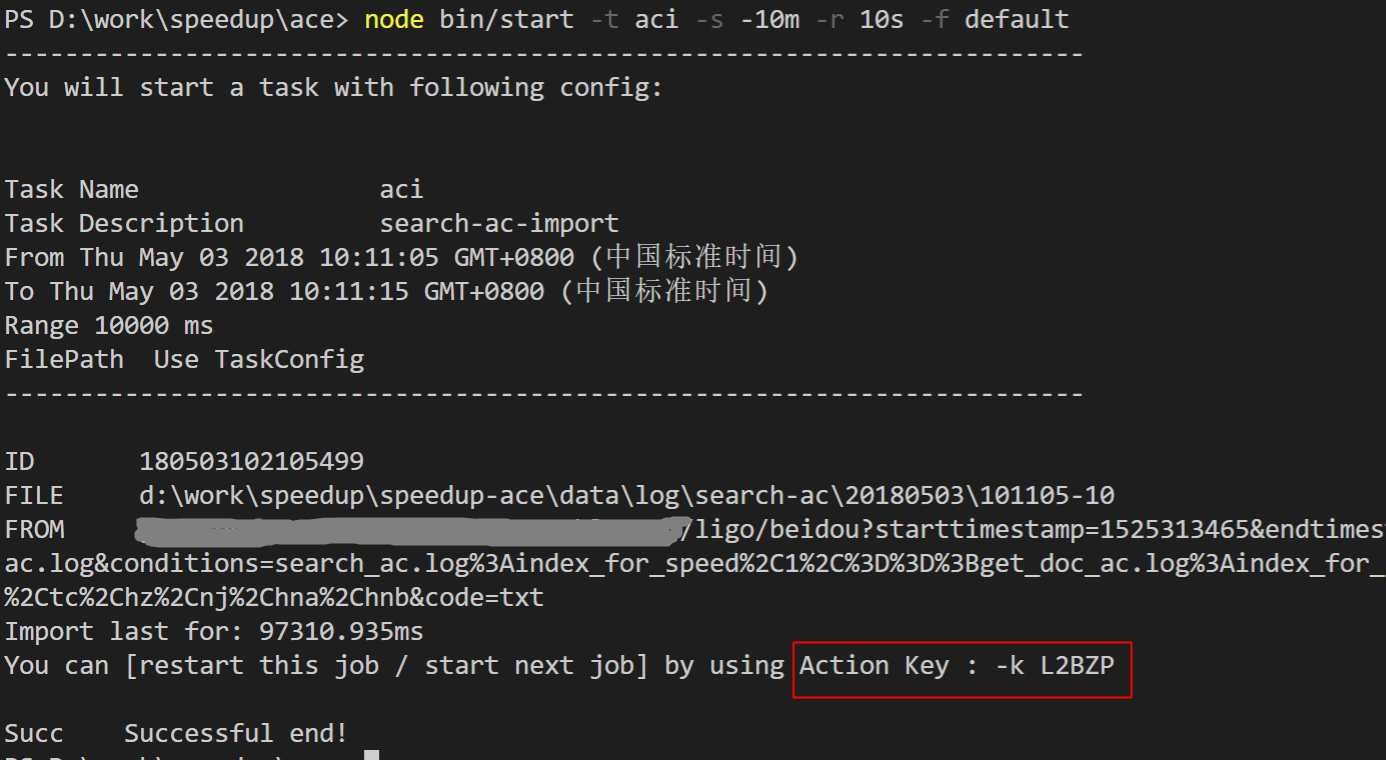 PS D:\work\speedup\ace> node bin/start -t aci -s -10m -r 10s -f default
------------------------------------------------------------------------
You will start a task with following config:
Task Name aci
Task Description search-ac-import
From Thu May 03 2018 10:11:05 GMT+0800 (中国标准时间)
To Thu May 03 2018 10:11:15 GMT+0800 (中国标准时间)
Range 10000 ms
FilePath Use TaskConfig
------------------------------------------------------------------------
ID 180503102105499
FILE d:\work\speedup\speedup-ace\data\log\search-ac\20180503\101105-10
FROM /ligo/beidou?starttimestamp=1525313465&endtimes
ac.log&conditions=search_ac.log%3Aindex_for_speed%2C1%2C%3D%3D%3Bget_doc_ac.log%3Aindex_for_
%2Ctc%2Chz%2Cnj%2Chna%2Chnb&code=txt
Import last for: 97310.935ms
You can [restart this job / start next job] by using Action Key : -k L2BZP
Succ Successful end!